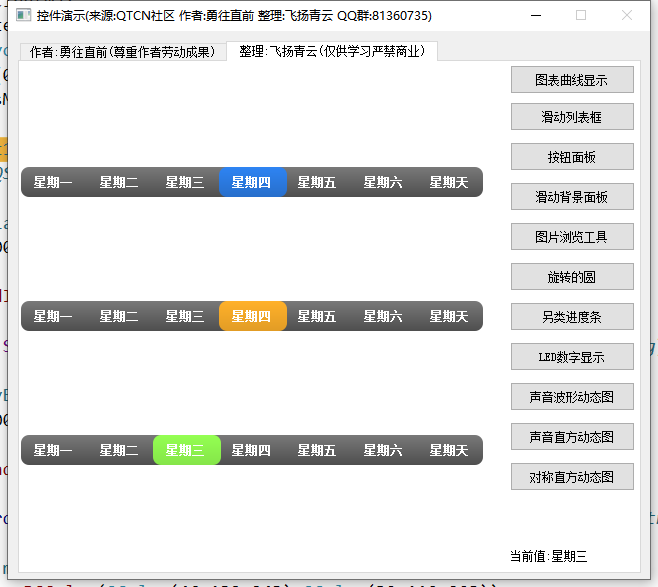 控件演示(来源:QTCN社区 作者:勇往直前 整理:飞扬青云 QQ群:81360735)
作者:勇往直前(尊重作者劳动成果)
整理:飞扬青云(仅供学习严禁商业)
图表曲线显示
滑动列表框
按钮面板
星期一 星期二 星期三 星期四 星期五 星期六 星期天
滑动背景面板
图片浏览工具
旋转的圆
星期一 星期二 星期三 星期四 星期五 星期六 星期天
另类进度条
LED数字显示
声音波形动态图
声音直方动态图
星期一 星期二 星期三 星期四 星期五 星期六 星期天
对称直方动态图
当前值:星期三